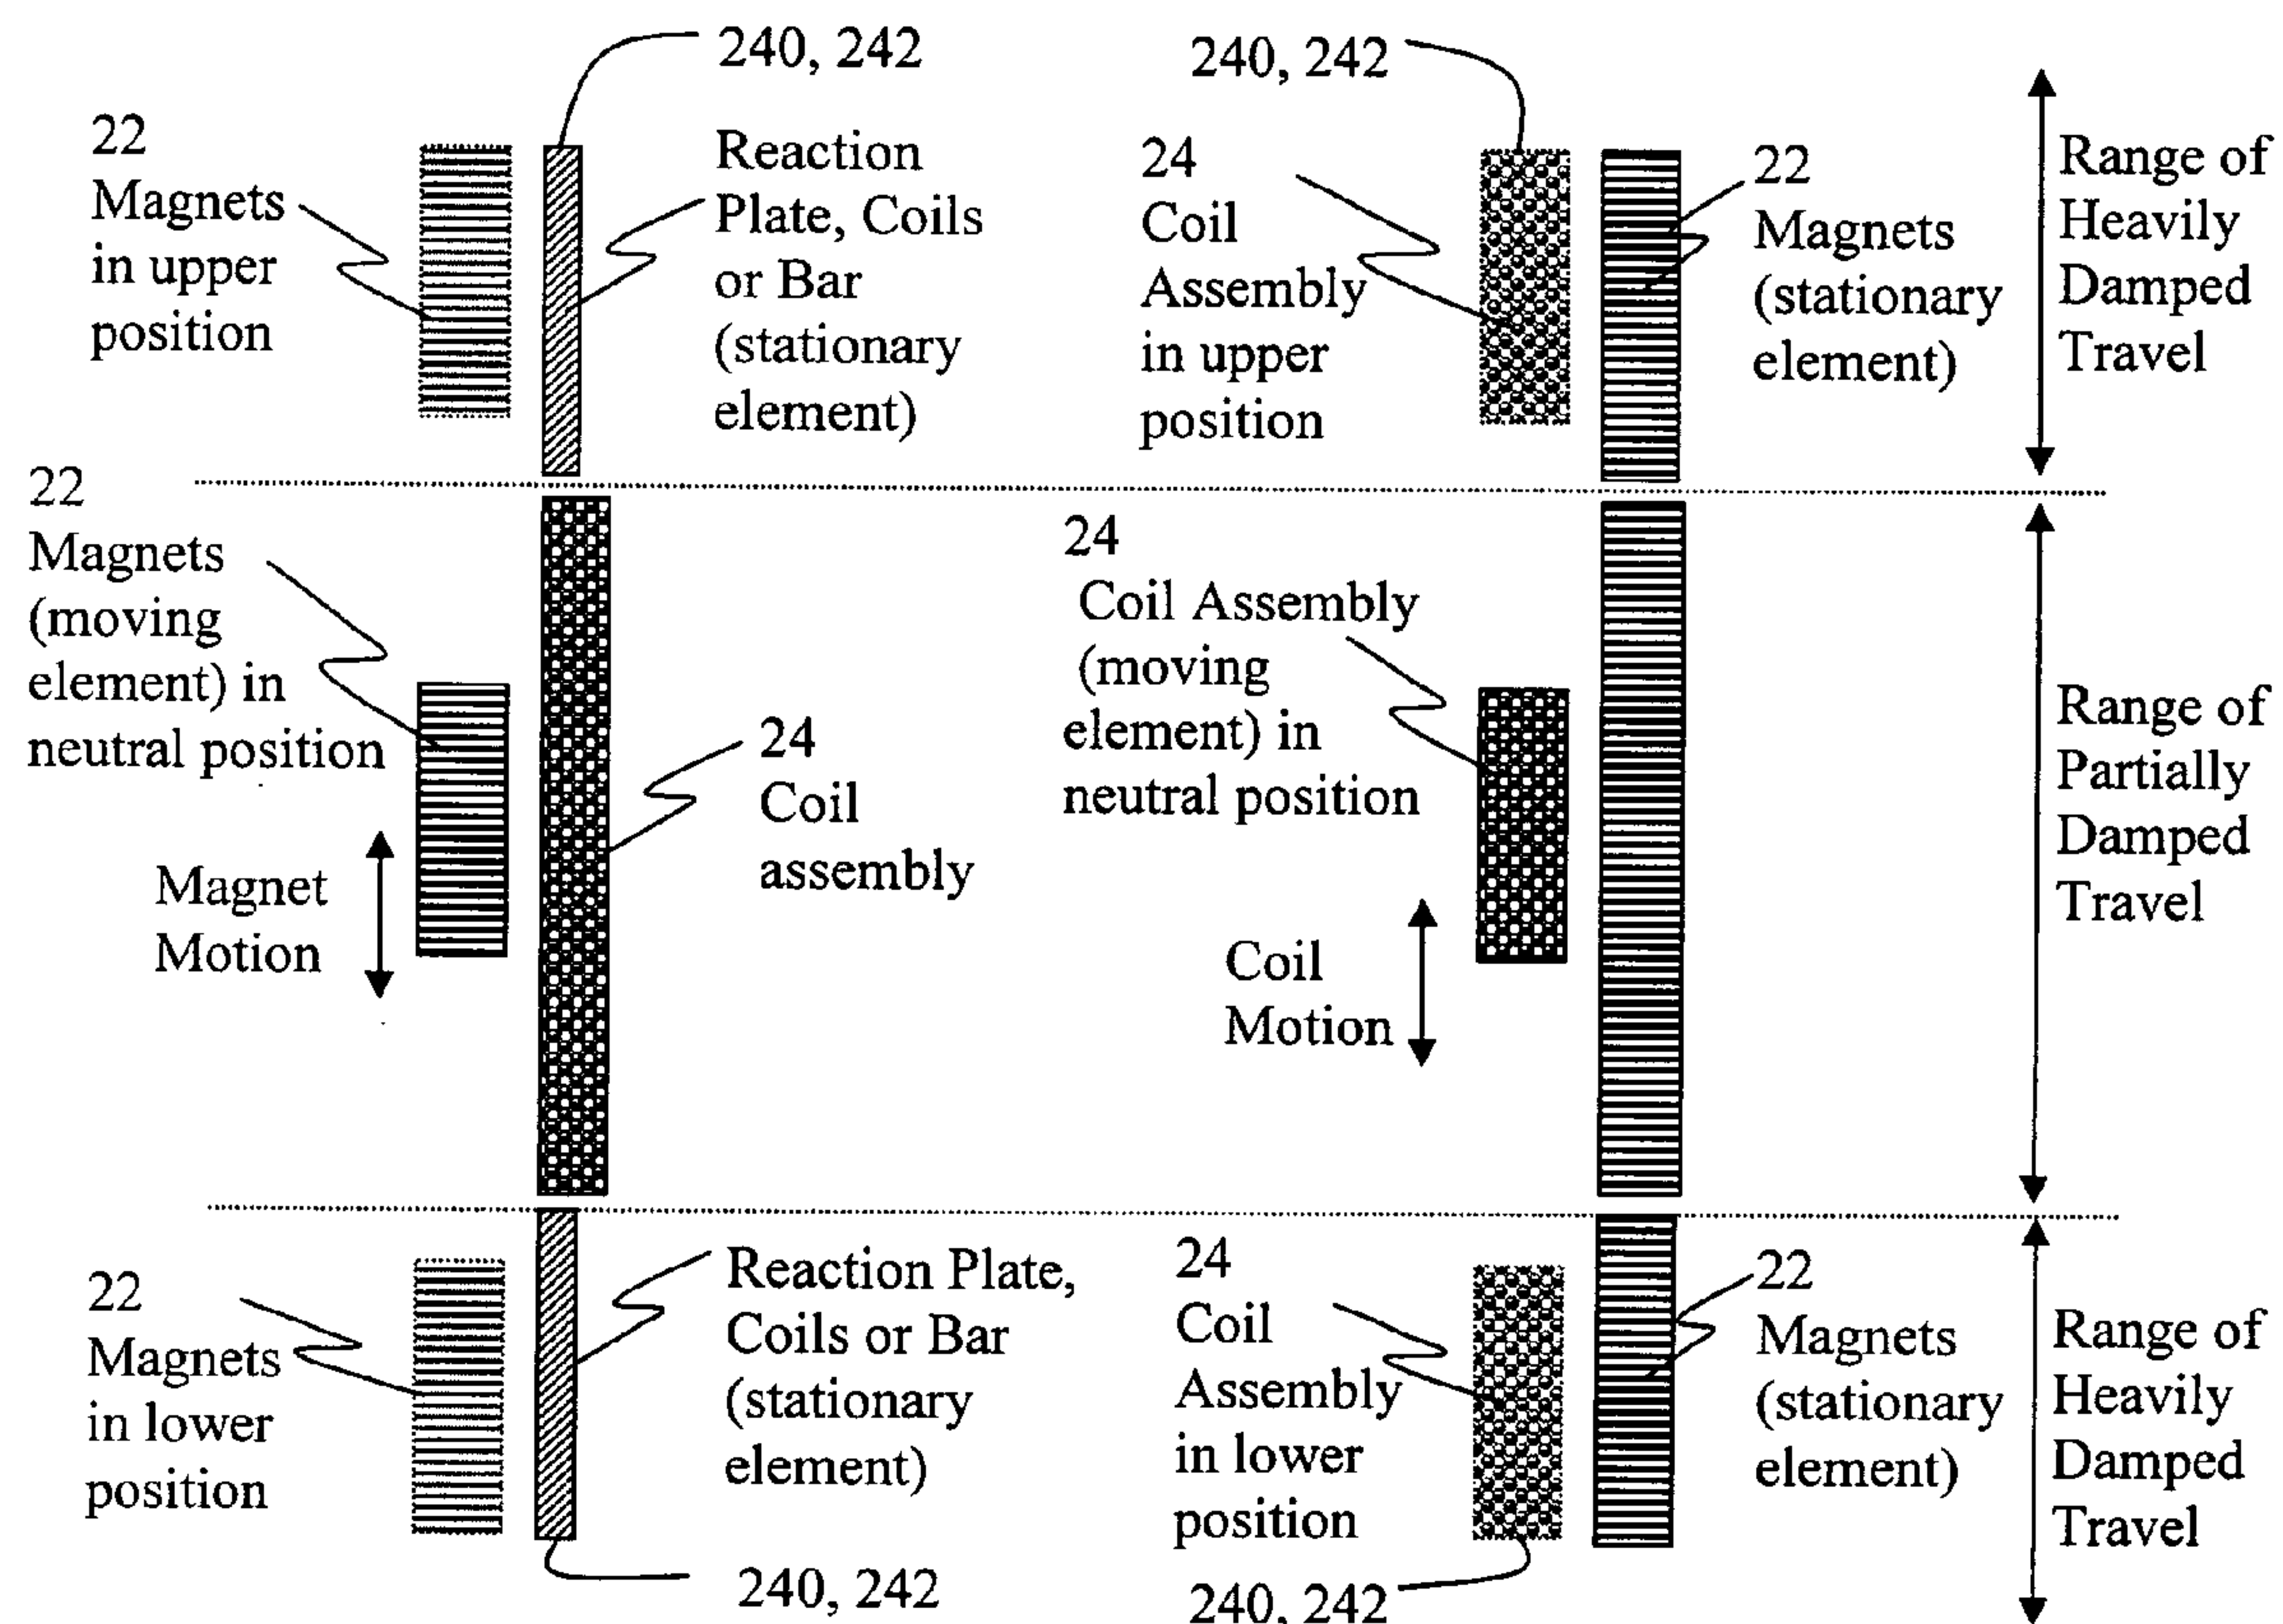 240, 242
240, 242
22
Magnets
in upper
position
Reaction
Plate, Coils
or Bar
(stationary
element)
24
Coil
Assembly
in upper
position
22
Magnets
(stationary
element)
Range of
Heavily
Damped
Travel
22
Magnets
(moving
element) in
neutral position
Magnet
Motion
24
Coil
assembly
24
Coil Assembly
(moving
element) in
neutral position
Coil
Motion
Range of
Partially
Damped
Travel
22
Magnets
in lower
position
Reaction Plate,
Coils or Bar
(stationary
element)
240, 242
24
Coil
Assembly
in lower
position
240, 242
22
Magnets
(stationary
element)
Range of
Heavily
Damped
Travel